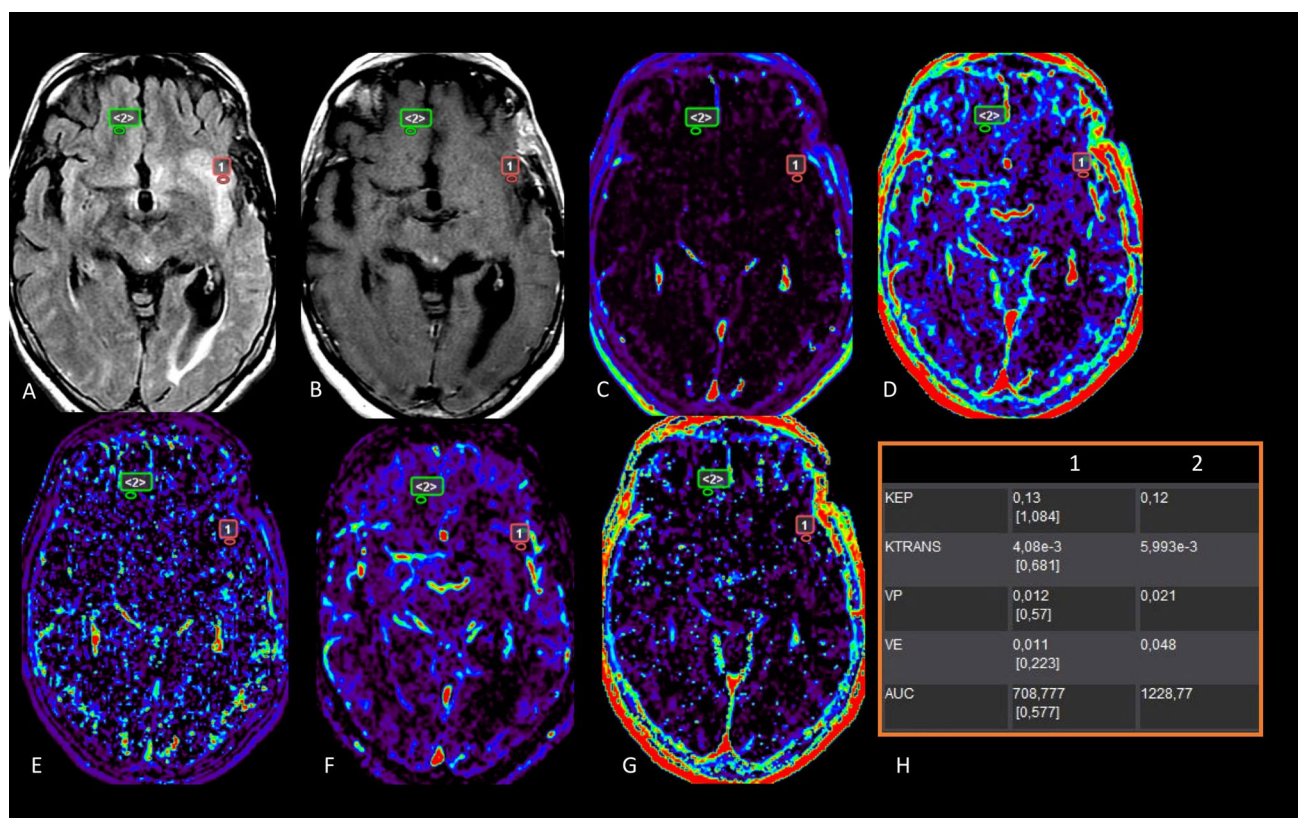 <2>
1
<2>
1
<2>
1
<2>
1
A
B
C
D
<2>
1
<2>
1
<2>
1
1 2
KEP 0,13 0,12
[1,084]
KTRANS 4,08e-3 5,993e-3
[0,681]
VP 0,012 0,021
[0,57]
VE 0,011 0,048
[0,223]
AUC 708,777 1228,77
[0,577]
E
F
G
H